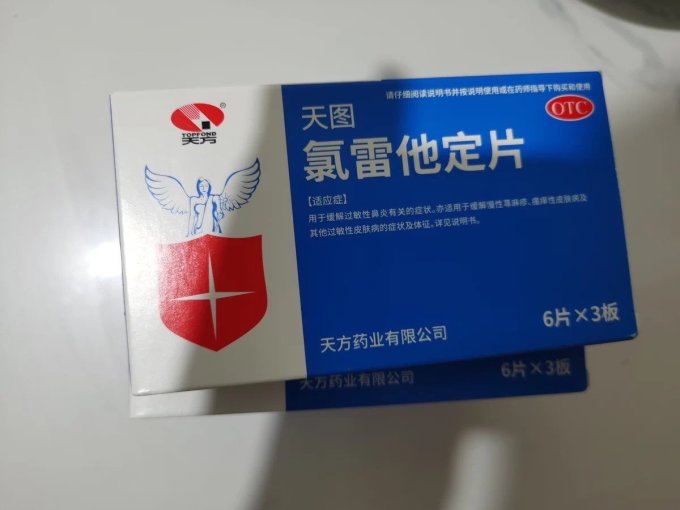 请仔细阅读说明书并按说明使用或在药师指导下购买和使用
OTC
®
TOPFOND
天方
天图
氯雷他定片
【适应症】
用于缓解过敏性鼻炎有关的症状。亦适用于缓解慢性荨麻疹、瘙痒性皮肤病及
其他过敏性皮肤病的症状及体征。详见说明书。
6片×3板
天方药业有限公司
天方药业有限公司
6片×3板